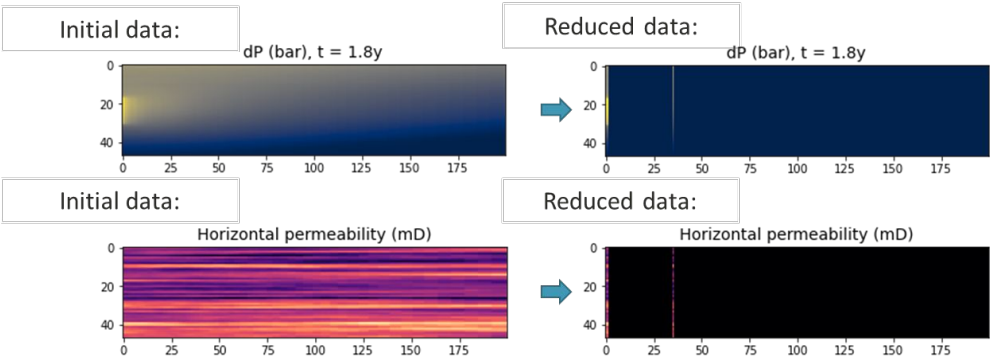 Initial data:
Reduced data:
dP (bar), t = 1.8y
dP (bar), t = 1.8y
0
20
40
0 25 50 75 100 125 150 175
0
20
40
0 25 50 75 100 125 150 175
Initial data:
Reduced data:
Horizontal permeability (mD)
Horizontal permeability (mD)
0
20
40
0 25 50 75 100 125 150 175
0
20
40
0 25 50 75 100 125 150 175